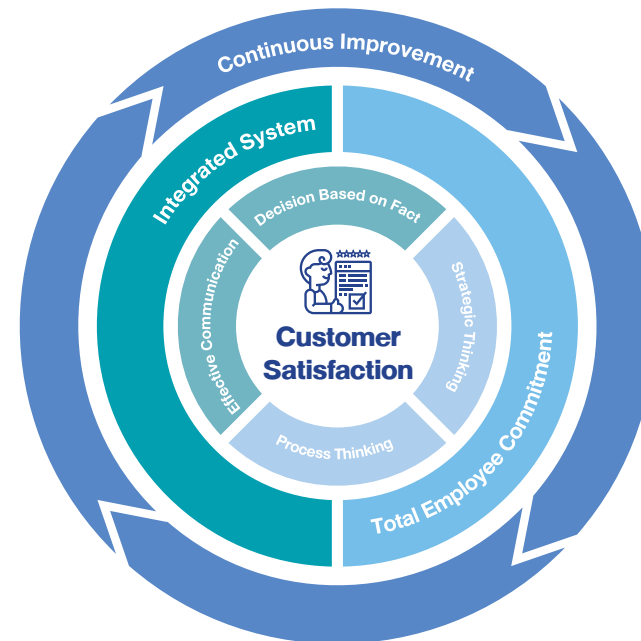 Continuous Improvement
Integrated System
Decision Based on Fact
Effective Communication
Strategic Thinking
Customer
Satisfaction
Process Thinking
Total Employee Commitment